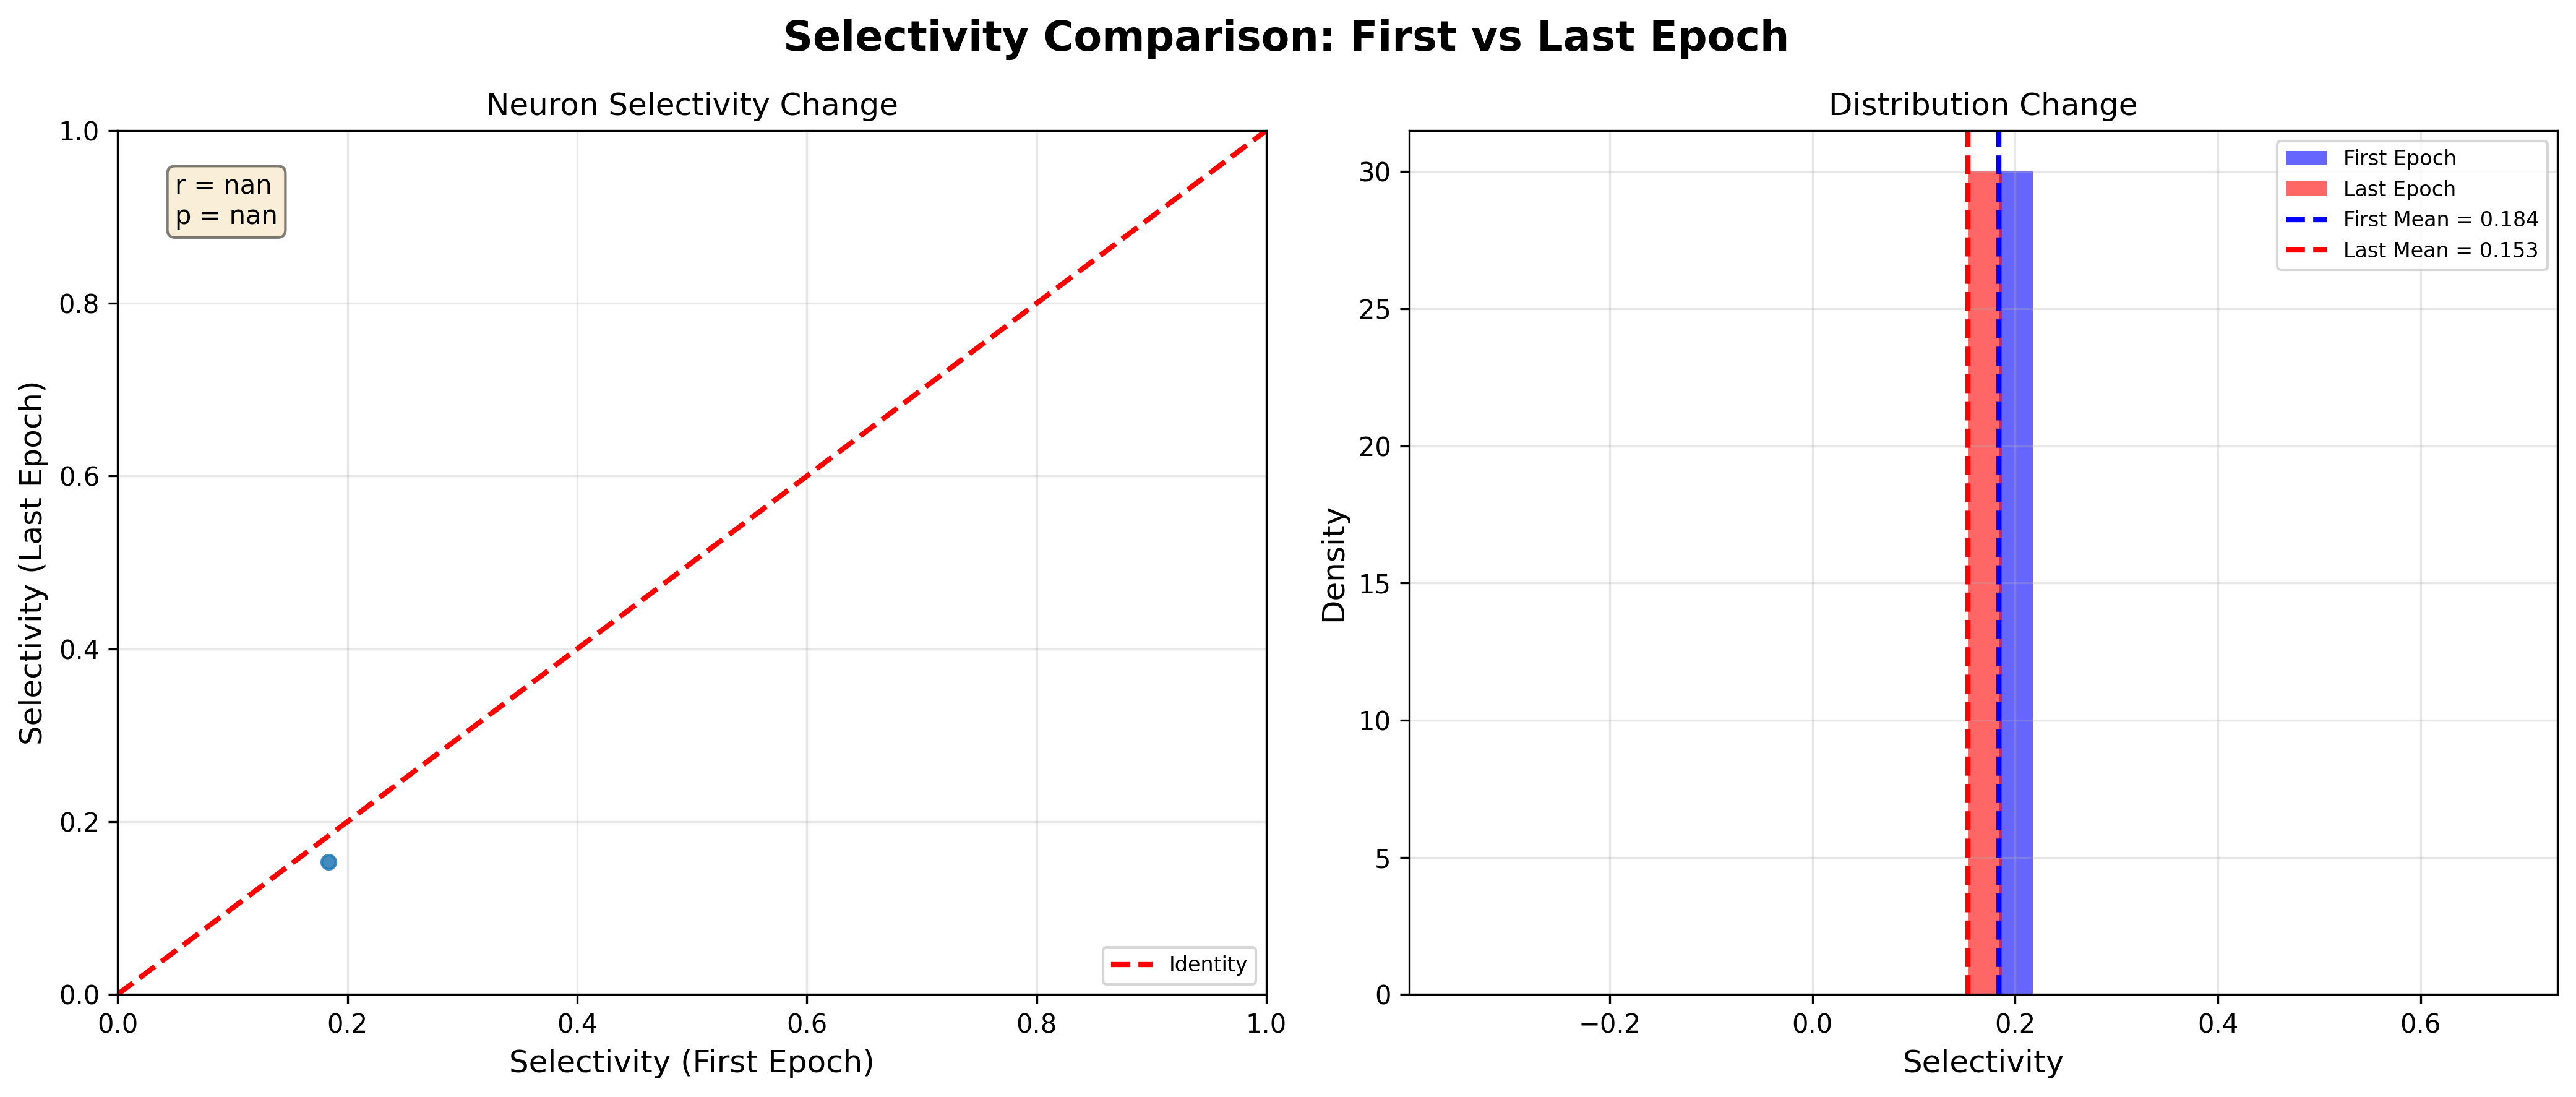 Selectivity Comparison: First vs Last Epoch
Neuron Selectivity Change
r = nan
p = nan
1.0
0.8
0.6
0.4
0.2
0.0
Selectivity (Last Epoch)
Identity
0.0 0.2 0.4 0.6 0.8 1.0
Selectivity (First Epoch)
Distribution Change
First Epoch
Last Epoch
First Mean = 0.184
Last Mean = 0.153
30
25
20
15
10
5
0
Density
−0.2 0.0 0.2 0.4 0.6
Selectivity